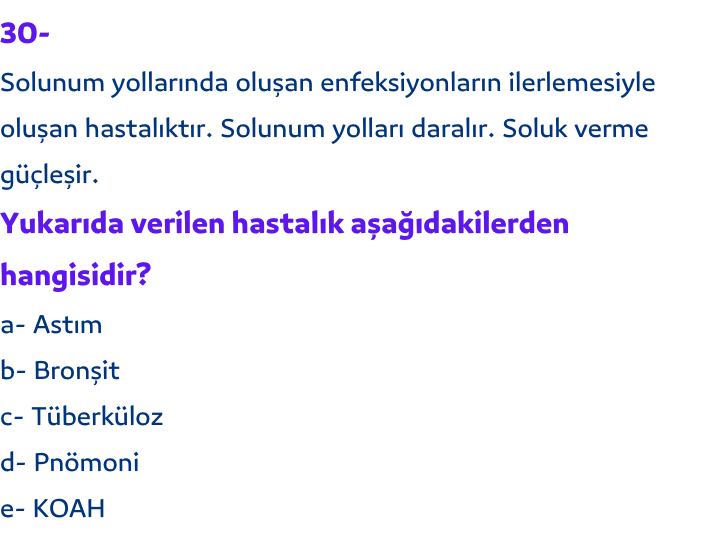 30-
Solunum yollarında oluşan enfeksiyonların ilerlemesiyle
oluşan hastalıktır. Solunum yolları daralır. Soluk verme
güçleşir.
Yukarıda verilen hastalık aşağıdakilerden
hangisidir?
a- Astım
b- Bronşit
c- Tüberküloz
d- Pnömoni
e- KOAH